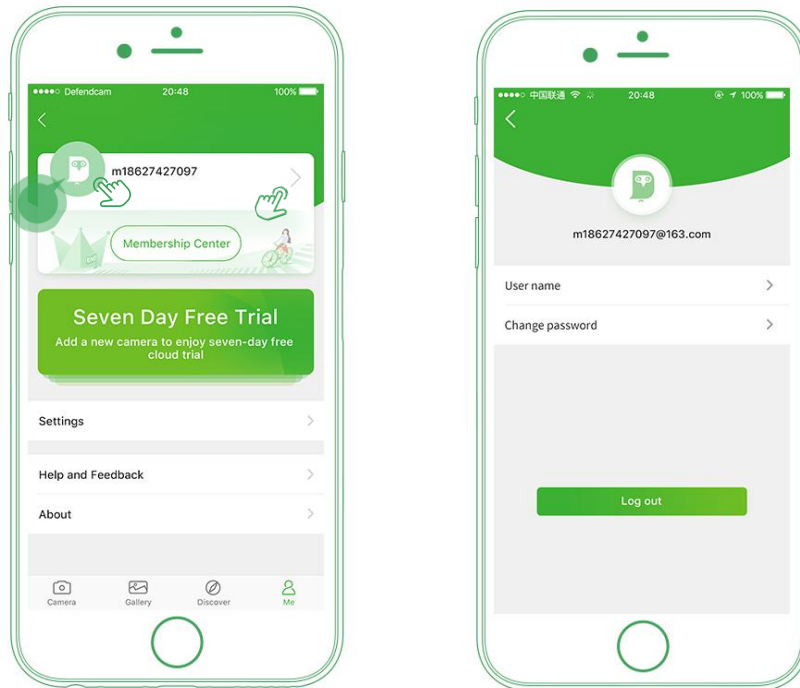 Defendcam 20:48 100%
m18627427097
Membership Center
Seven Day Free Trial
Add a new camera to enjoy seven-day free
cloud trial
Settings
Help and Feedback
About
Camera Gallery Discover Me
中国联通 20:48 100%
m18627427097@163.com
User name
Change password
Log out